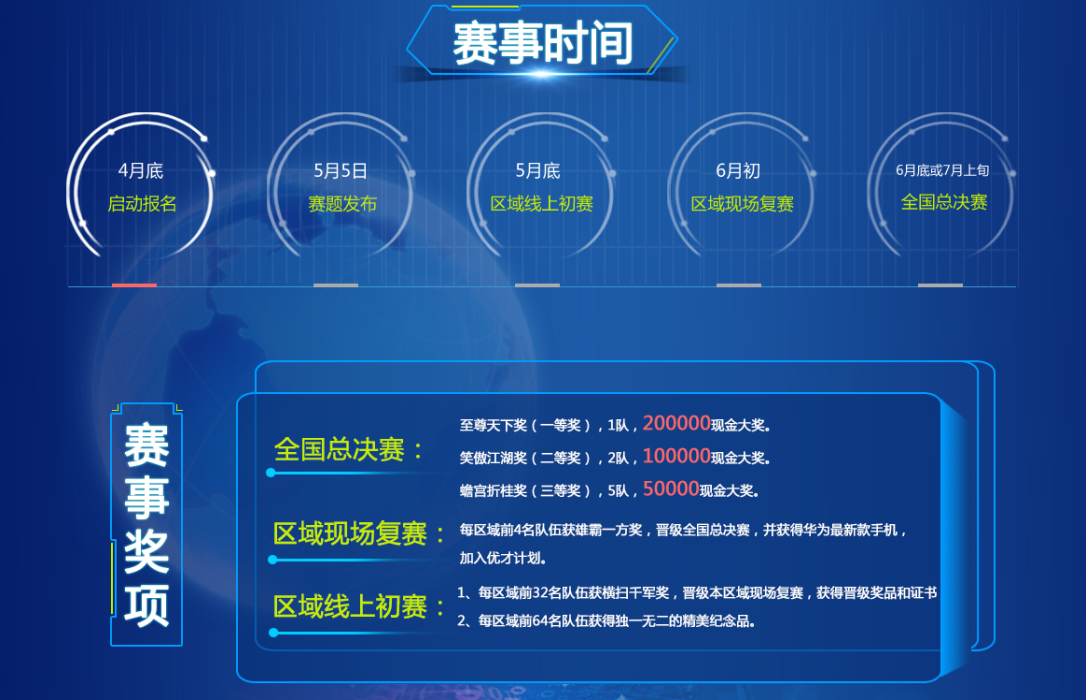 赛事时间
4月底
启动报名
5月5日
赛题发布
5月底
区域线上初赛
6月初
区域现场复赛
6月底或7月上旬
全国总决赛
赛事奖项
全国总决赛：
至尊天下奖（一等奖），1队，200000现金大奖。
笑傲江湖奖（二等奖），2队，100000现金大奖。
蟾宫折桂奖（三等奖），5队，50000现金大奖。
区域现场复赛：
每区域前4名队伍获雄霸一方奖，晋级全国总决赛，并获得华为最新款手机，
加入优才计划。
区域线上初赛：
1、每区域前32名队伍获横扫千军奖，晋级本区域现场复赛，获得晋级奖品和证书
2、每区域前64名队伍获得独一无二的精美纪念品。